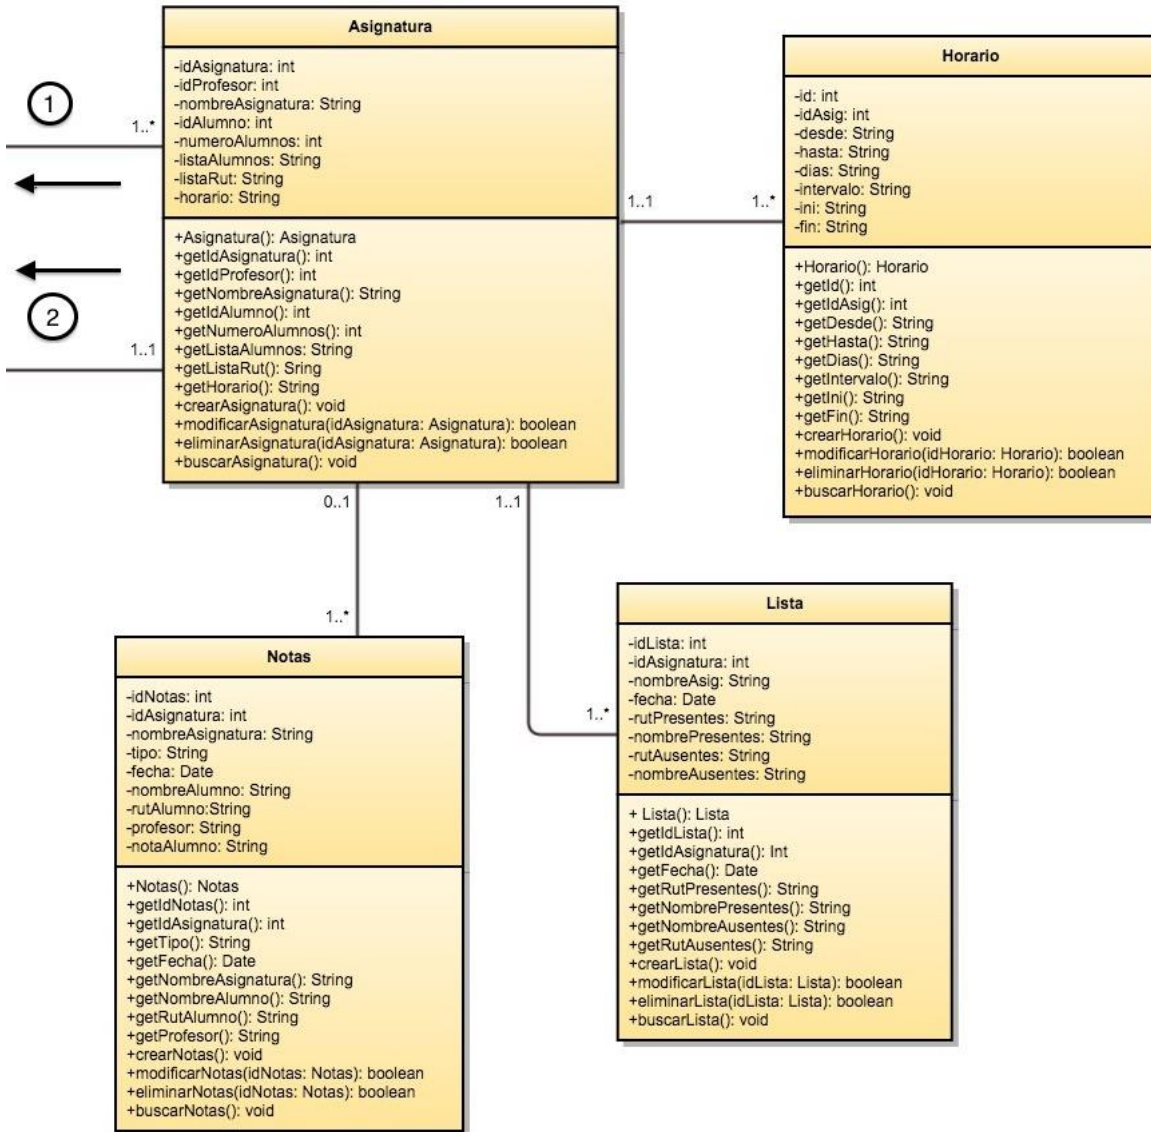 Asignatura
-idAsignatura: int
-idProfesor: int
-nombreAsignatura: String
-idAlumno: int
-numeroAlumnos: int
-listaAlumnos: String
-listaRut: String
-horario: String
+Asignatura(): Asignatura
+getIdAsignatura(): int
+getIdProfesor(): int
+getNombreAsignatura(): String
+getIdAlumno(): int
+getNumeroAlumnos(): int
+getListaAlumnos: String
+getListaRut(): Sring
+getHorario(): String
+crearAsignatura(): void
+modificarAsignatura(idAsignatura: Asignatura): boolean
+eliminarAsignatura(idAsignatura: Asignatura): boolean
+buscarAsignatura(): void
1
1..*
2
1..1
1..1
1..*
Horario
-id: int
-idAsig: int
-desde: String
-hasta: String
-dias: String
-intervalo: String
-ini: String
-fin: String
+Horario(): Horario
+getId(): int
+getIdAsig(): int
+getDesde(): String
+getHasta(): String
+getDias(): String
+getIntervalo(): String
+getIni(): String
+getFin(): String
+crearHorario(): void
+modificarHorario(idHorario: Horario): boolean
+eliminarHorario(idHorario: Horario): boolean
+buscarHorario(): void
0..1
1..1
1..*
1..*
Notas
-idNotas: int
-idAsignatura: int
-nombreAsignatura: String
-tipo: String
-fecha: Date
-nombreAlumno: String
-rutAlumno:String
-profesor: String
-notaAlumno: String
+Notas(): Notas
+getIdNotas(): int
+getIdAsignatura(): int
+getTipo(): String
+getFecha(): Date
+getNombreAsignatura(): String
+getNombreAlumno(): String
+getRutAlumno(): String
+getProfesor(): String
+crearNotas(): void
+modificarNotas(idNotas: Notas): boolean
+eliminarNotas(idNotas: Notas): boolean
+buscarNotas(): void
Lista
-idLista: int
-idAsignatura: int
-nombreAsig: String
-fecha: Date
-rutPresentes: String
-nombrePresentes: String
-rutAusentes: String
-nombreAusentes: String
+ Lista(): Lista
+getIdLista(): int
+getIdAsignatura(): Int
+getFecha(): Date
+getRutPresentes(): String
+getNombrePresentes(): String
+getNombreAusentes(): String
+getRutAusentes(): String
+crearLista(): void
+modificarLista(idLista: Lista): boolean
+eliminarLista(idLista: Lista): boolean
+buscarLista(): void